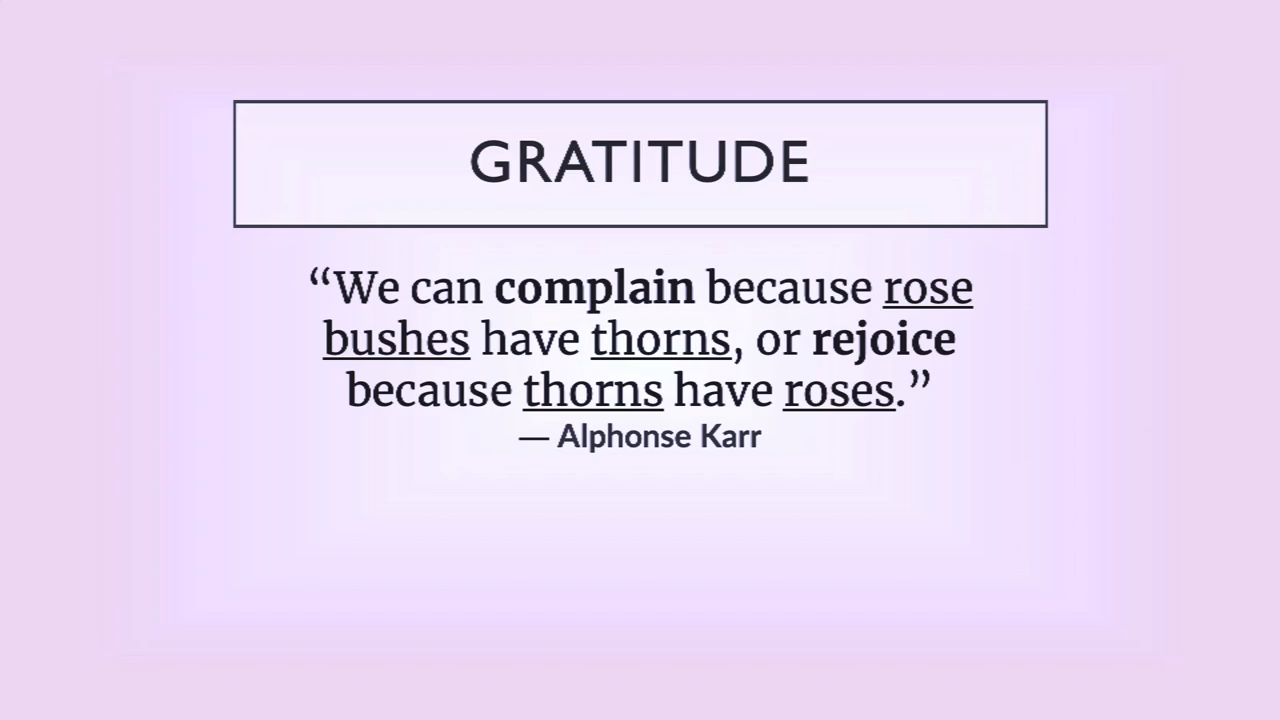 GRATITUDE
“We can complain because rose
bushes have thorns, or rejoice
because thorns have roses.”
— Alphonse Karr